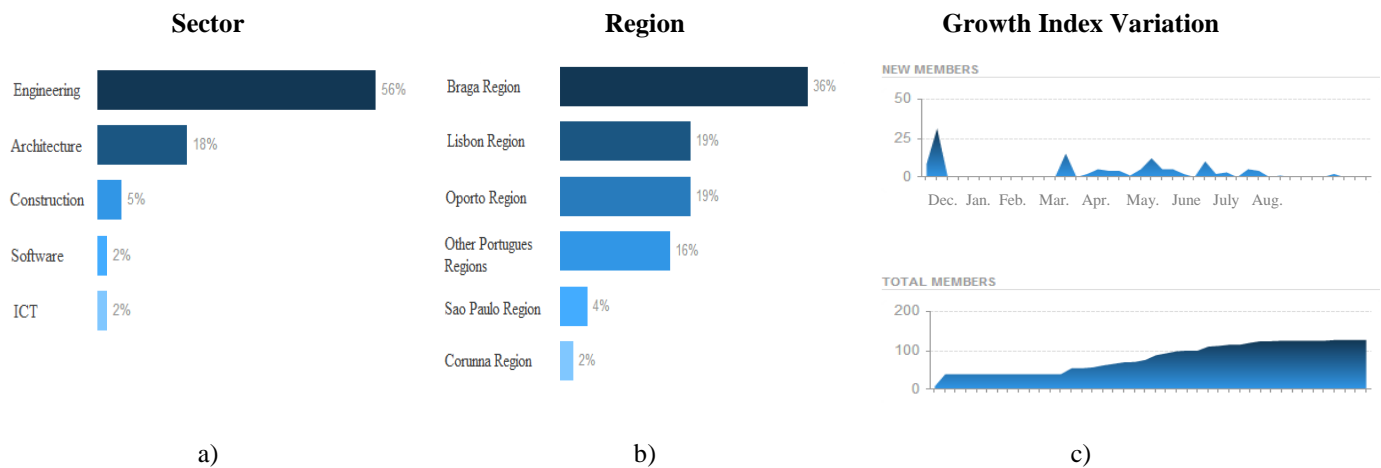 Sector
Engineering
56%
Architecture
18%
Construction
5%
Software
2%
ICT
2%
a)
Region
Braga Region
36%
Lisbon Region
19%
Oporto Region
19%
Other Portugues
Regions
16%
Sao Paulo Region
4%
Corunna Region
2%
b)
Growth Index Variation
NEW MEMBERS
50
25
0
Dec. Jan. Feb. Mar. Apr. May. June July Aug.
TOTAL MEMBERS
200
100
0
c)